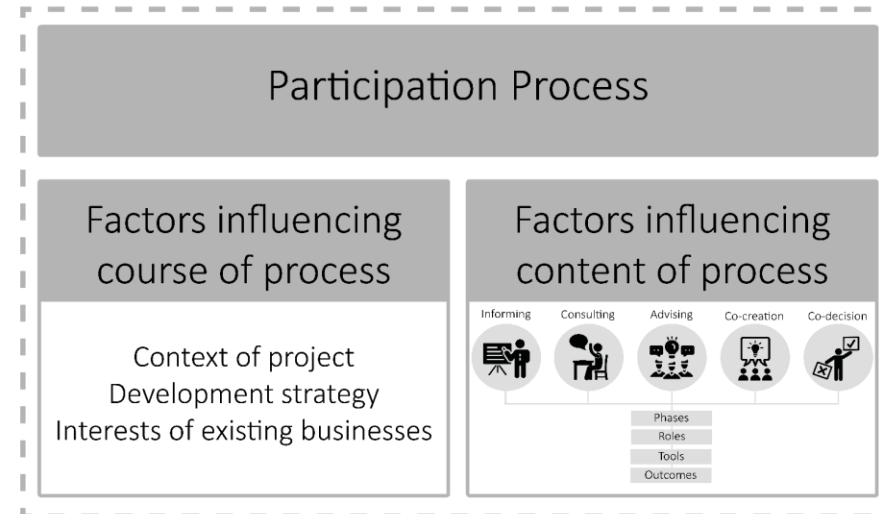 Participation Process
Factors influencing
course of process
Context of project
Development strategy
Interests of existing businesses
Factors influencing
content of process
Informing Consulting Advising Co-creation Co-decision
Phases
Roles
Tools
Outcomes